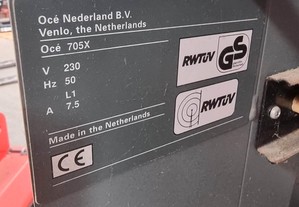 Océ Nederland B.V.
Venlo, the Netherlands
Océ 705X
V 230
Hz 50
L1
A 7.5
Made in the Netherlands
CE
RWTÜV
GS
RWTÜV